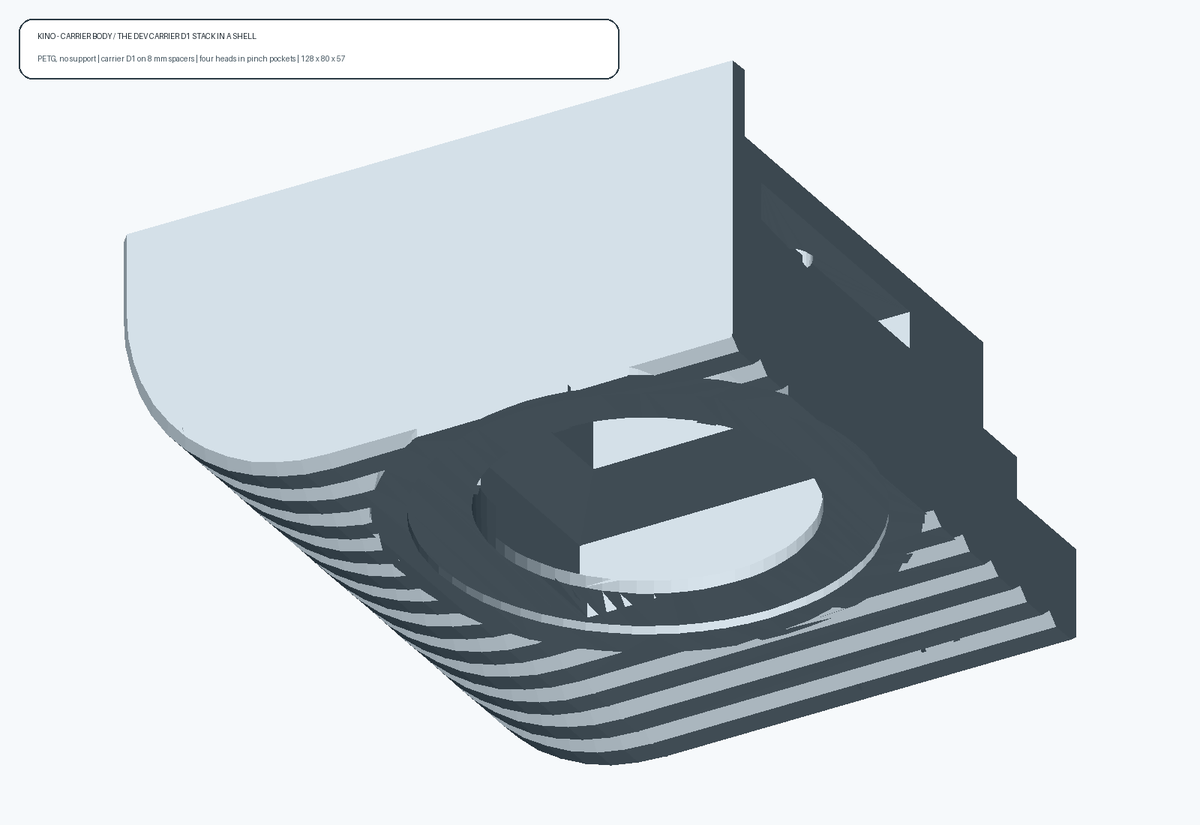 KINO - CARRIER BODY / THE DEV CARRIER D1 STACK IN A SHELL
PETG, no support | carrier D1 on 8 mm spacers | four heads in pinch pockets | 128 x 80 x 57